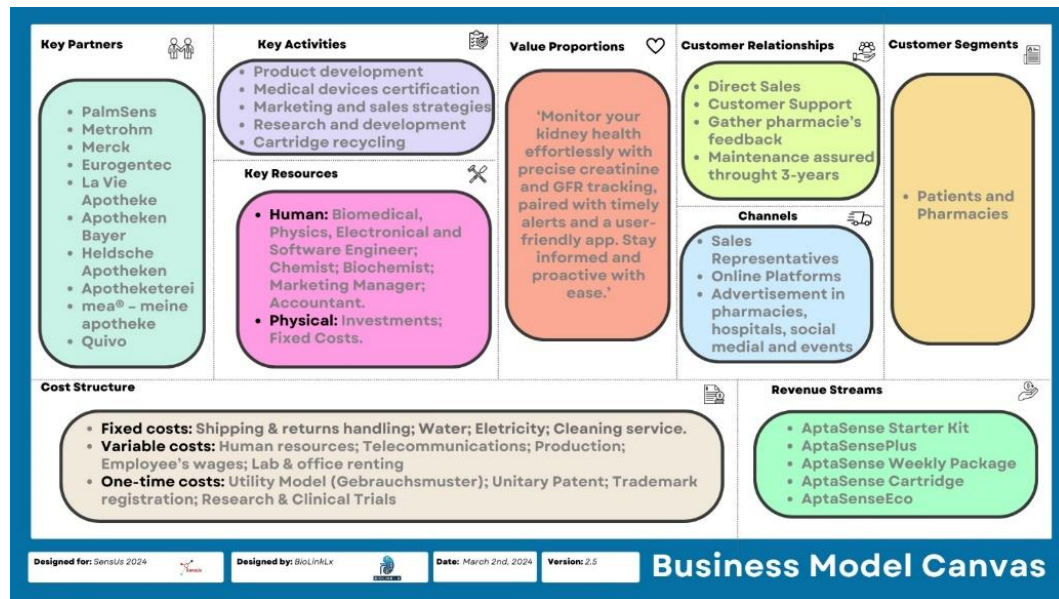 Key Partners
PalmSens
Metrohm
Merck
Eurogentec
La Vie
Apotheke
Apotheken
Bayer
Heldsche
Apotheken
Apotheketerei
mea® – meine
apotheke
Quivo
Key Activities
Product development
Medical devices certification
Marketing and sales strategies
Research and development
Cartridge recycling
Key Resources
Human: Biomedical,
Physics, Electronical and
Software Engineer;
Chemist; Biochemist;
Marketing Manager;
Accountant.
Physical: Investments;
Fixed Costs.
Value Proportions
‘Monitor your
kidney health
effortlessly with
precise creatinine
and GFR tracking,
paired with timely
alerts and a user-
friendly app. Stay
informed and
proactive with
ease.’
Customer Relationships
Direct Sales
Customer Support
Gather pharmacie’s
feedback
Maintenance assured
throught 3-years
Channels
Sales
Representatives
Online Platforms
Advertisement in
pharmacies,
hospitals, social
medial and events
Customer Segments
Patients and
Pharmacies
Cost Structure
Fixed costs: Shipping & returns handling; Water; Eletricity; Cleaning service.
Variable costs: Human resources; Telecommunications; Production;
Employee’s wages; Lab & office renting
One-time costs: Utility Model (Gebrauchsmuster); Unitary Patent; Trademark
registration; Research & Clinical Trials
Revenue Streams
AptaSense Starter Kit
AptaSensePlus
AptaSense Weekly Package
AptaSense Cartridge
AptaSenseEco
Designed for: SensUs 2024
Designed by: BioLinkLx
Date: March 2nd, 2024
Version: 2.5
Business Model Canvas